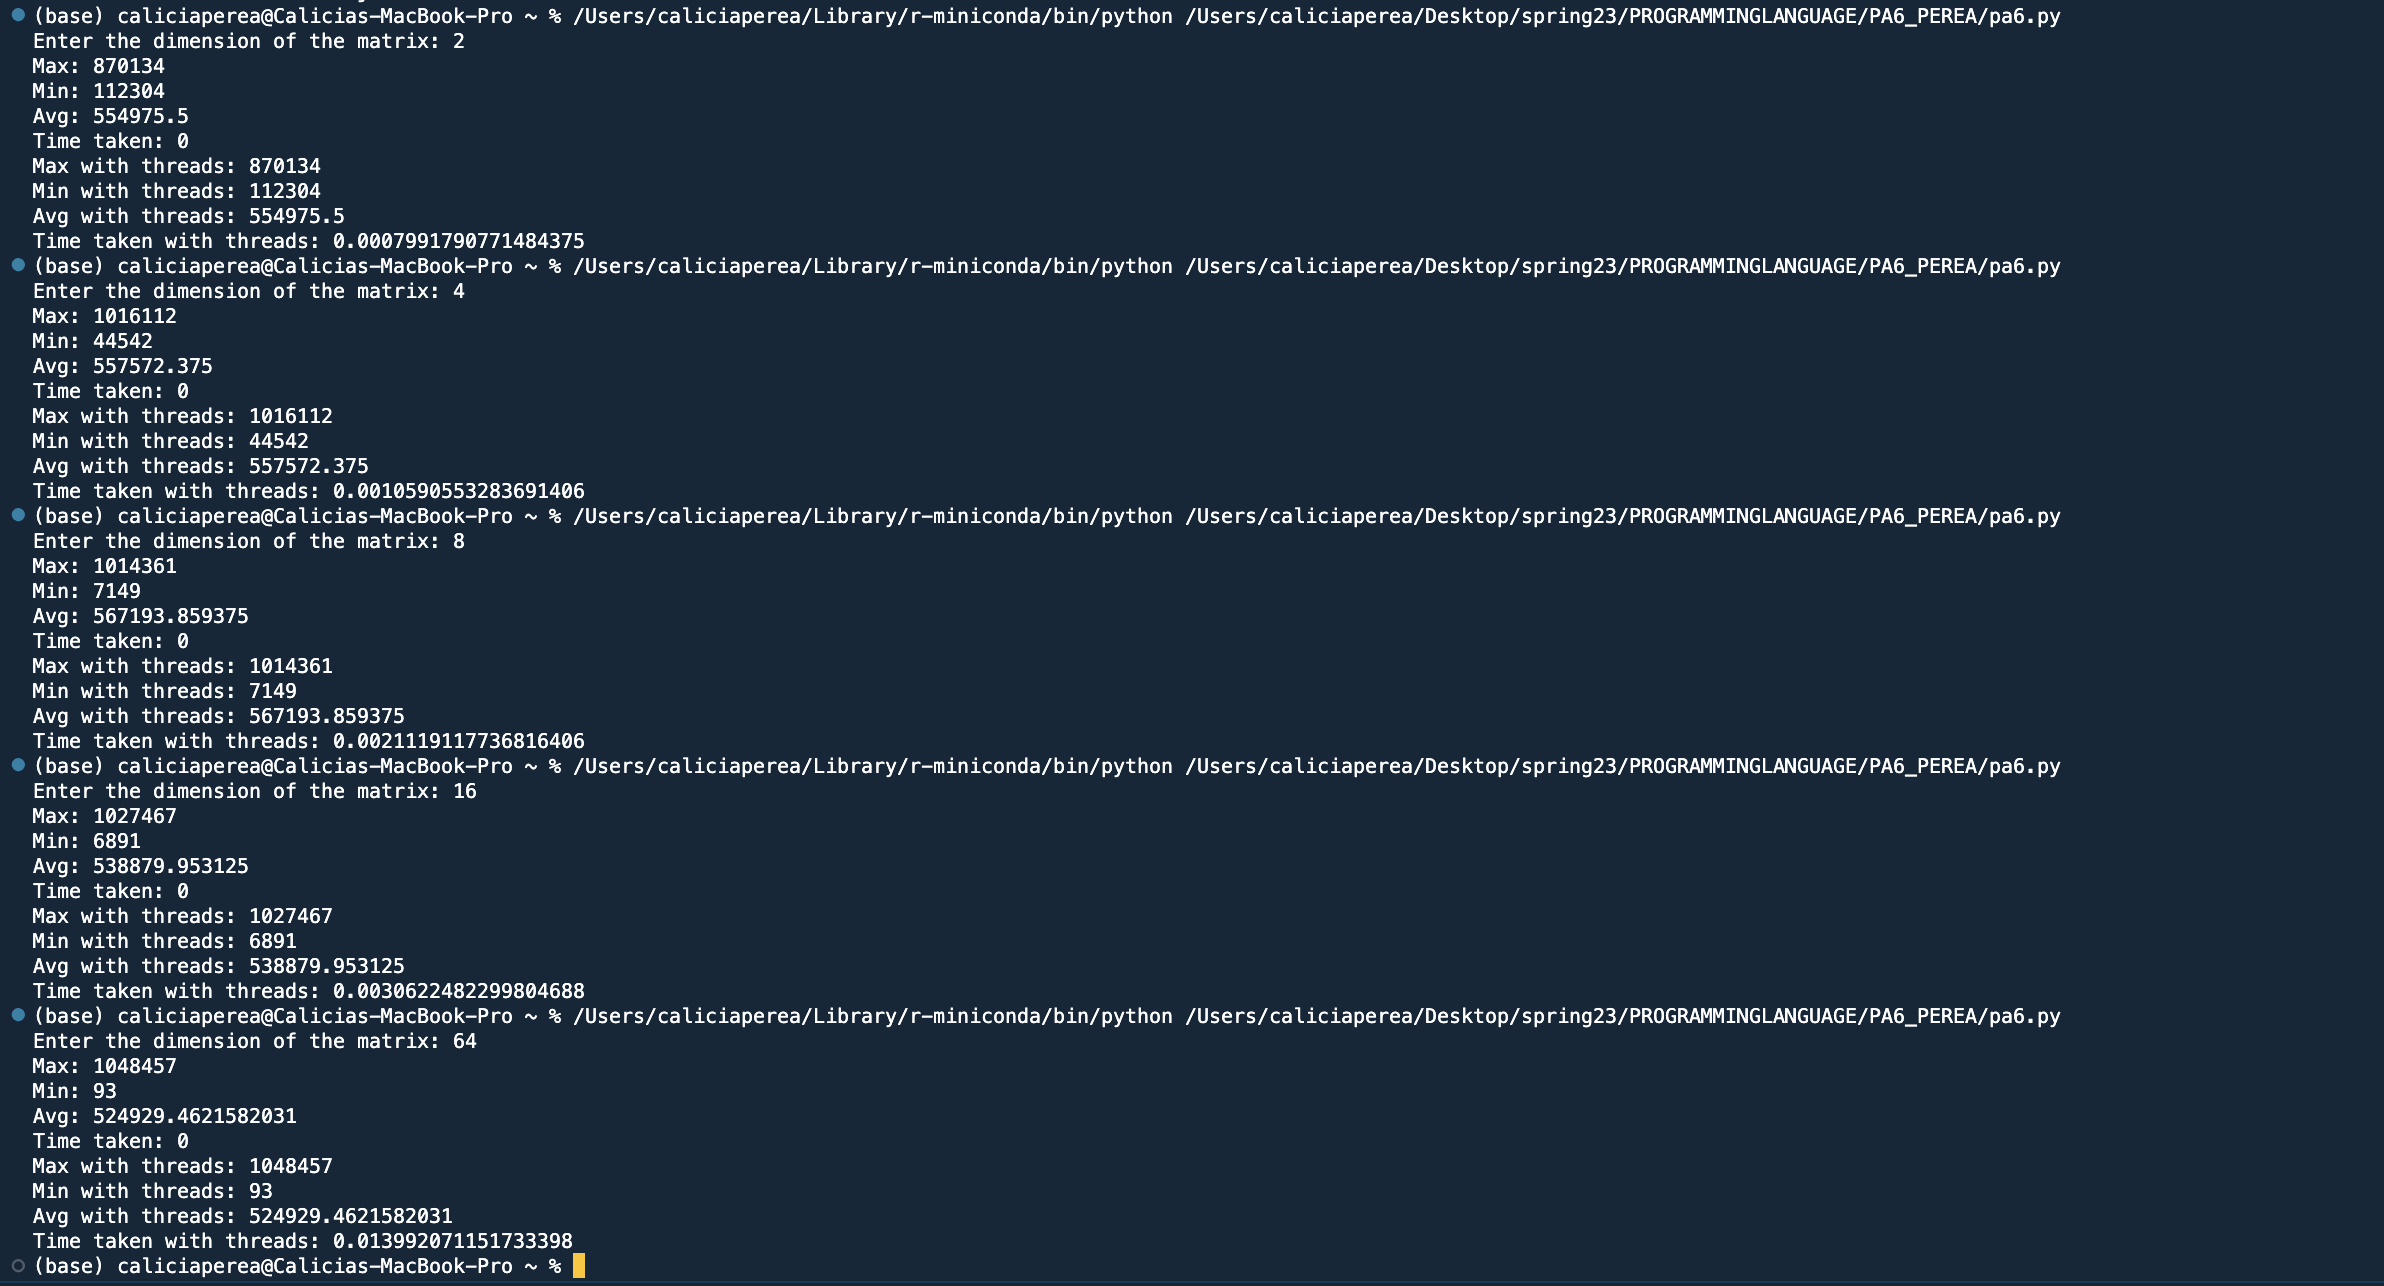 (base) caliciaperea@Calicias-MacBook-Pro ~ % /Users/caliciaperea/Library/r-miniconda/bin/python /Users/caliciaperea/Desktop/spring23/PROGRAMMINGLANGUAGE/PA6_PEREA/pa6.py
Enter the dimension of the matrix: 2
Max: 870134
Min: 112304
Avg: 554975.5
Time taken: 0
Max with threads: 870134
Min with threads: 112304
Avg with threads: 554975.5
Time taken with threads: 0.0007991790771484375
(base) caliciaperea@Calicias-MacBook-Pro ~ % /Users/caliciaperea/Library/r-miniconda/bin/python /Users/caliciaperea/Desktop/spring23/PROGRAMMINGLANGUAGE/PA6_PEREA/pa6.py
Enter the dimension of the matrix: 4
Max: 1016112
Min: 44542
Avg: 557572.375
Time taken: 0
Max with threads: 1016112
Min with threads: 44542
Avg with threads: 557572.375
Time taken with threads: 0.0010590553283691406
(base) caliciaperea@Calicias-MacBook-Pro ~ % /Users/caliciaperea/Library/r-miniconda/bin/python /Users/caliciaperea/Desktop/spring23/PROGRAMMINGLANGUAGE/PA6_PEREA/pa6.py
Enter the dimension of the matrix: 8
Max: 1014361
Min: 7149
Avg: 567193.859375
Time taken: 0
Max with threads: 1014361
Min with threads: 7149
Avg with threads: 567193.859375
Time taken with threads: 0.0021119117736816406
(base) caliciaperea@Calicias-MacBook-Pro ~ % /Users/caliciaperea/Library/r-miniconda/bin/python /Users/caliciaperea/Desktop/spring23/PROGRAMMINGLANGUAGE/PA6_PEREA/pa6.py
Enter the dimension of the matrix: 16
Max: 1027467
Min: 6891
Avg: 538879.953125
Time taken: 0
Max with threads: 1027467
Min with threads: 6891
Avg with threads: 538879.953125
Time taken with threads: 0.0030622482299804688
(base) caliciaperea@Calicias-MacBook-Pro ~ % /Users/caliciaperea/Library/r-miniconda/bin/python /Users/caliciaperea/Desktop/spring23/PROGRAMMINGLANGUAGE/PA6_PEREA/pa6.py
Enter the dimension of the matrix: 64
Max: 1048457
Min: 93
Avg: 524929.4621582031
Time taken: 0
Max with threads: 1048457
Min with threads: 93
Avg with threads: 524929.4621582031
Time taken with threads: 0.013992071151733398
(base) caliciaperea@Calicias-MacBook-Pro ~ %